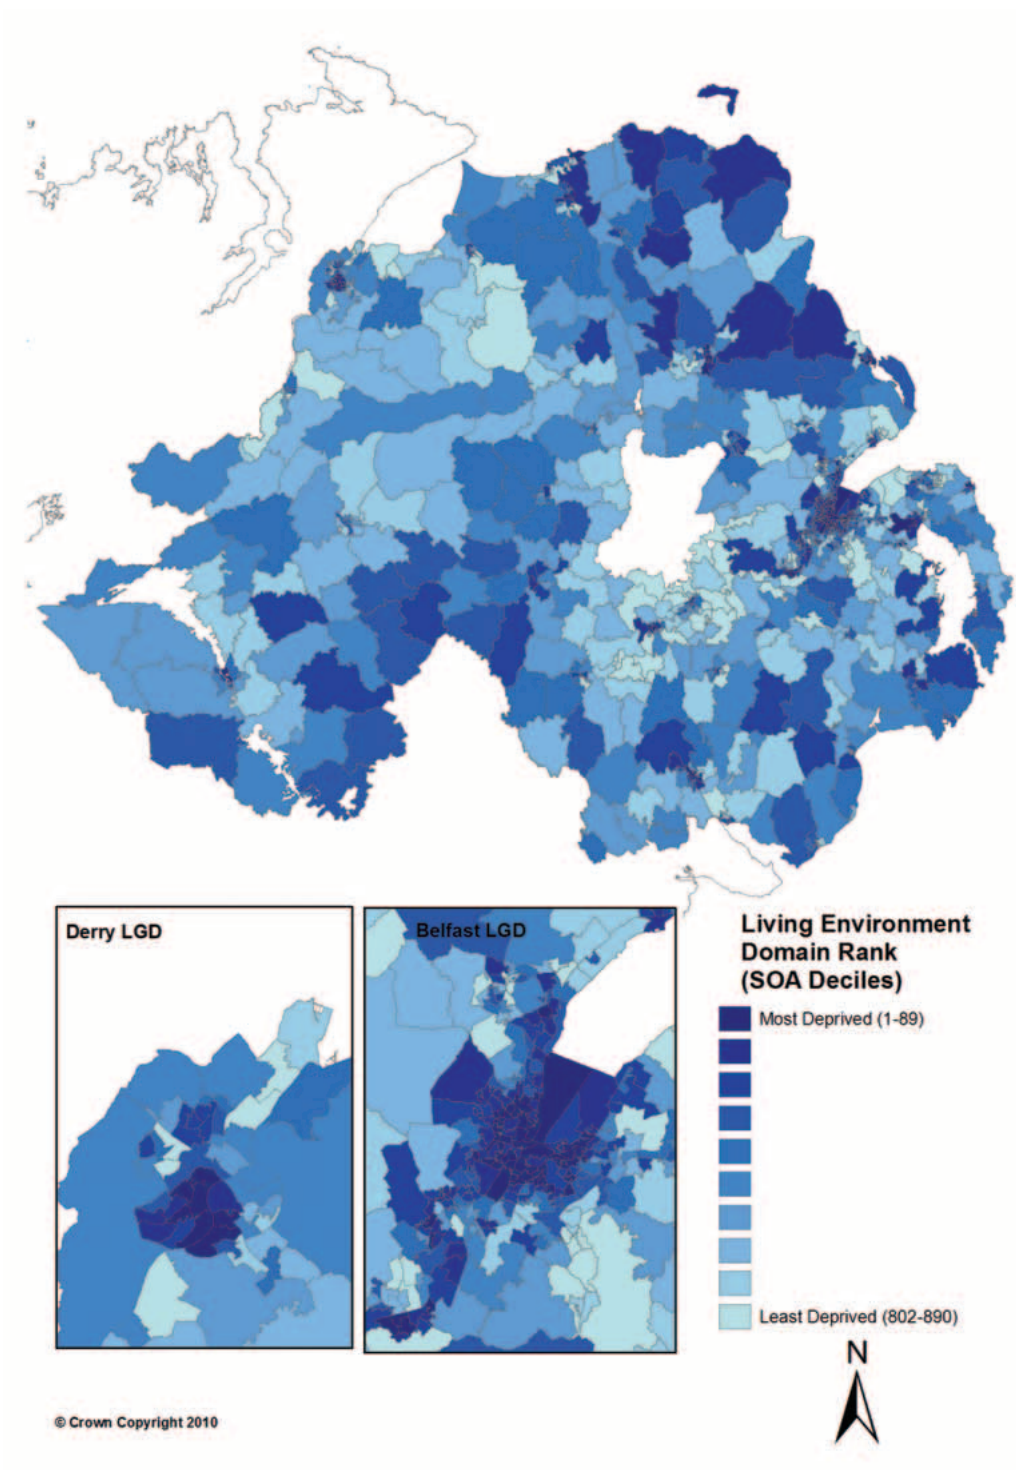 Derry LGD
Belfast LGD
Living Environment
Domain Rank
(SOA Deciles)
Most Deprived (1-89)
Least Deprived (802-890)
N
© Crown Copyright 2010